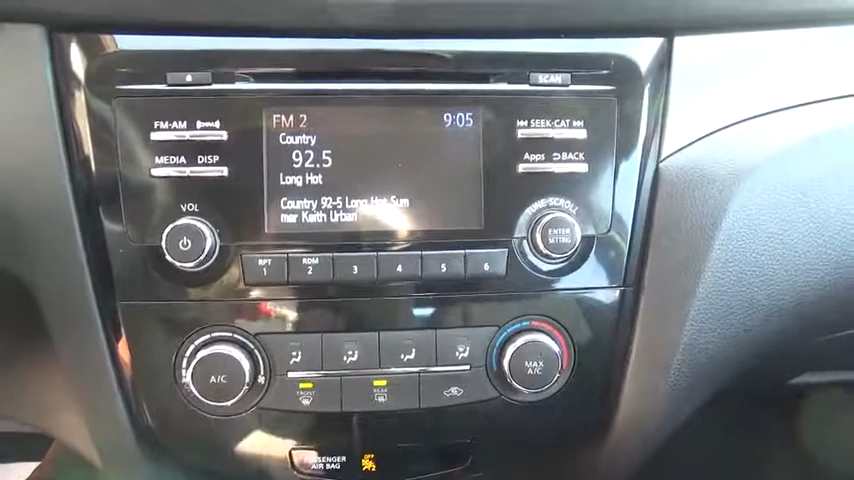 SCAN
FM·AM
SEEK·CAT
MEDIA DISP
Apps BACK
FM 2 9:05
Country
92.5
Long Hot
Country 92-5 Long Hot Sum
mer Keith Urban
VOL
TUNE·SCROLL
ENTER
SETTING
RPT
1
RDM
2
3
4
5
6
A/C
MAX
A/C
FRONT
REAR
PASSENGER
AIR BAG
OFF
2